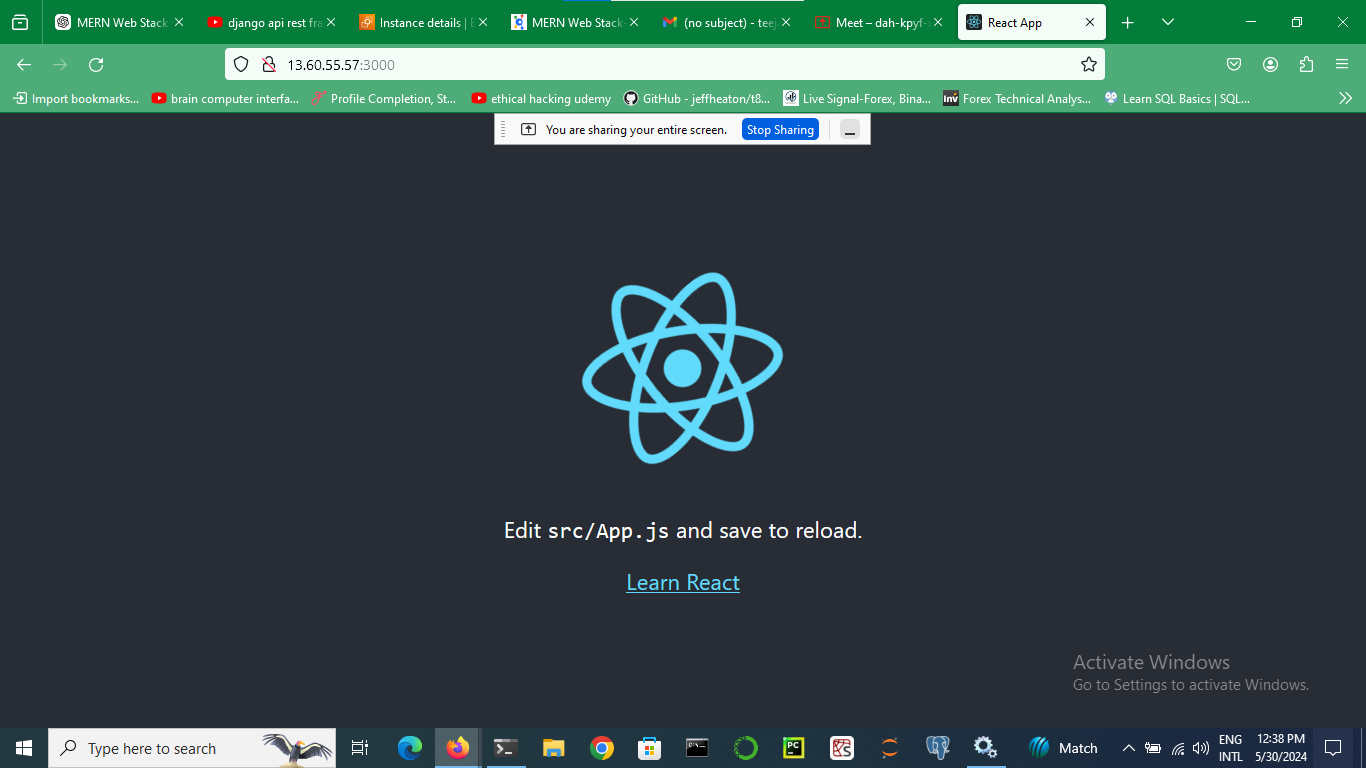 MERN Web Stack
django api rest fra
Instance details | E
MERN Web Stack-
(no subject) - teej
Meet – dah-kpyf-
React App
13.60.55.57:3000
Import bookmarks...
brain computer interfa...
Profile Completion, St...
ethical hacking udemy
GitHub - jeffheaton/t8...
Live Signal-Forex, Bina...
Inv
Forex Technical Analys...
Learn SQL Basics | SQL...
You are sharing your entire screen.
Stop Sharing
Edit src/App.js and save to reload.
Learn React
Activate Windows
Go to Settings to activate Windows.
Type here to search
PC
Match
ENG
INTL
12:38 PM
5/30/2024